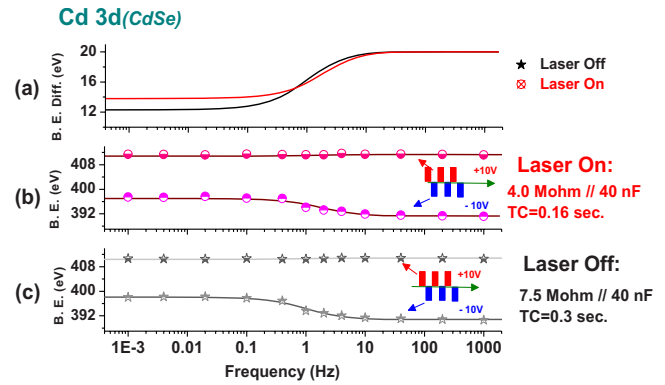 Cd 3d(CdSe)
(a)
B. E. Diff. (eV)
20
16
12
Laser Off
Laser On
(b)
B. E. (eV)
408
400
392
+10V
- 10V
Laser On:
4.0 Mohm // 40 nF
TC=0.16 sec.
(c)
B. E. (eV)
408
400
392
+10V
- 10V
Laser Off:
7.5 Mohm // 40 nF
TC=0.3 sec.
1E-3 0.01 0.1 1 10 100 1000
Frequency (Hz)